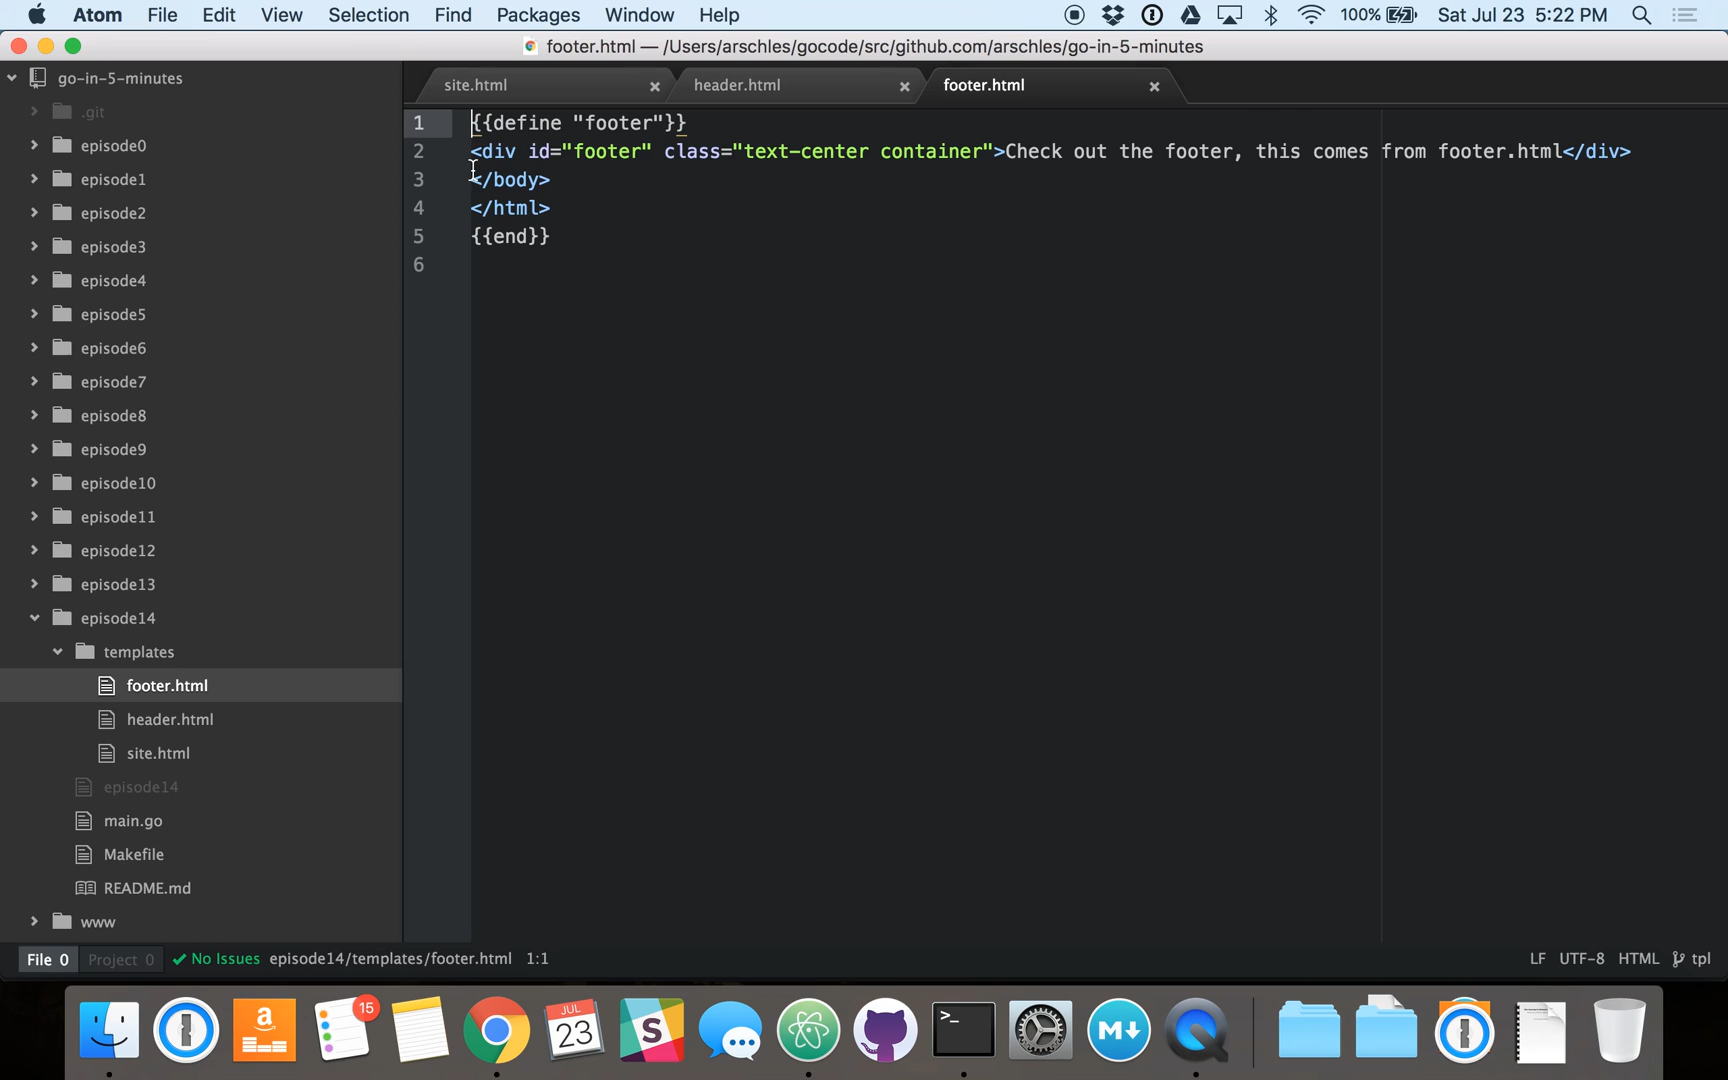 Atom File Edit View Selection Find Packages Window Help 100% Sat Jul 23 5:22 PM
footer.html — /Users/arschles/gocode/src/github.com/arschles/go-in-5-minutes
go-in-5-minutes
.git
episode0
episode1
episode2
episode3
episode4
episode5
episode6
episode7
episode8
episode9
episode10
episode11
episode12
episode13
episode14
templates
footer.html
header.html
site.html
episode14
main.go
Makefile
README.md
www
site.html header.html footer.html
1 {{define "footer"}}
2 <div id="footer" class="text-center container">Check out the footer, this comes from footer.html</div>
3 </body>
4 </html>
5 {{end}}
6
File 0 Project 0 No Issues episode14/templates/footer.html 1:1 LF UTF-8 HTML tpl
15
JUL
23
a
S
>_
M